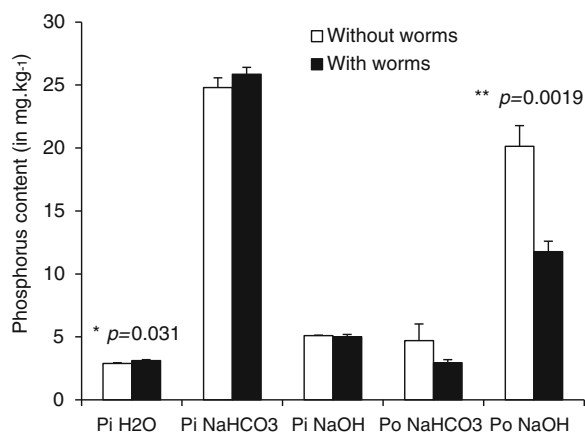 Phosphorus content (in mg.kg-1)
30
25
20
15
10
5
0
Without worms
With worms
** p=0.0019
* p=0.031
Pi H2O
Pi NaHCO3
Pi NaOH
Po NaHCO3
Po NaOH